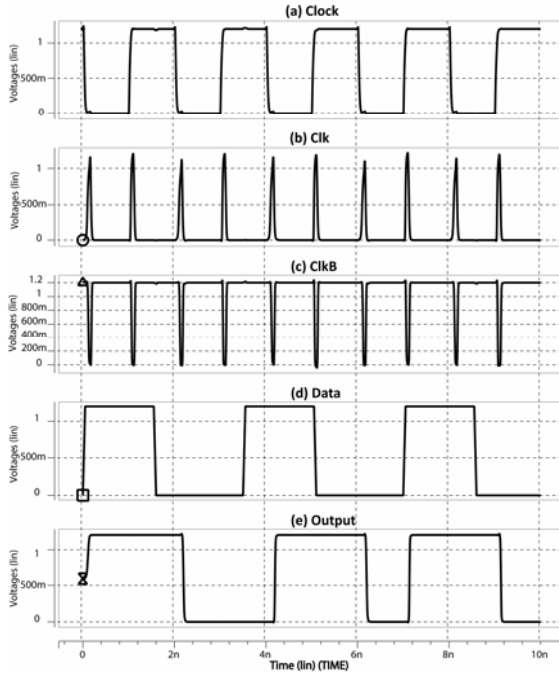 (a) Clock
Voltages (lin)
1
500m
0
(b) Clk
Voltages (lin)
1
500m
0
(c) ClkB
Voltages (lin)
1.2
1
800m
600m
400m
200m
0
(d) Data
Voltages (lin)
1
500m
0
(e) Output
Voltages (lin)
1
500m
0
0 2n 4n 6n 8n 10n
Time (lin) (TIME)